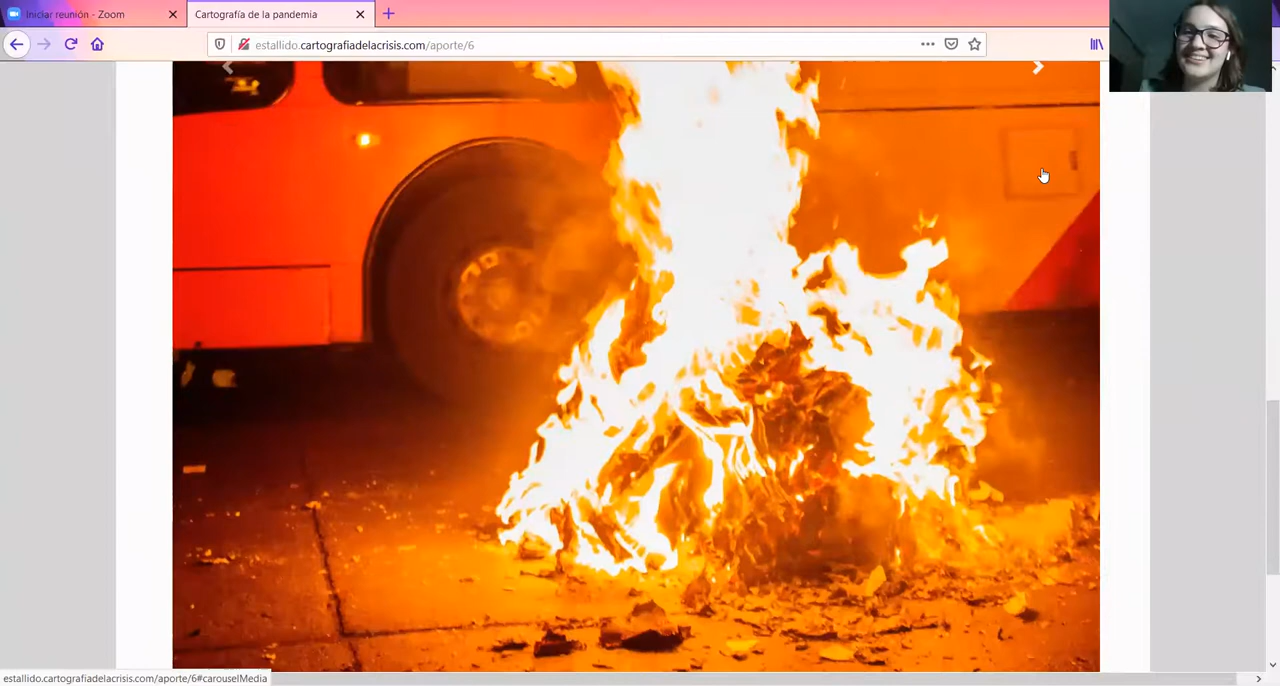 Iniciar reunión - Zoom
Cartografía de la pandemia
estallido.cartografiadelacrisis.com/aporte/6
estallido.cartografiadelacrisis.com/aporte/6#carouselMedia